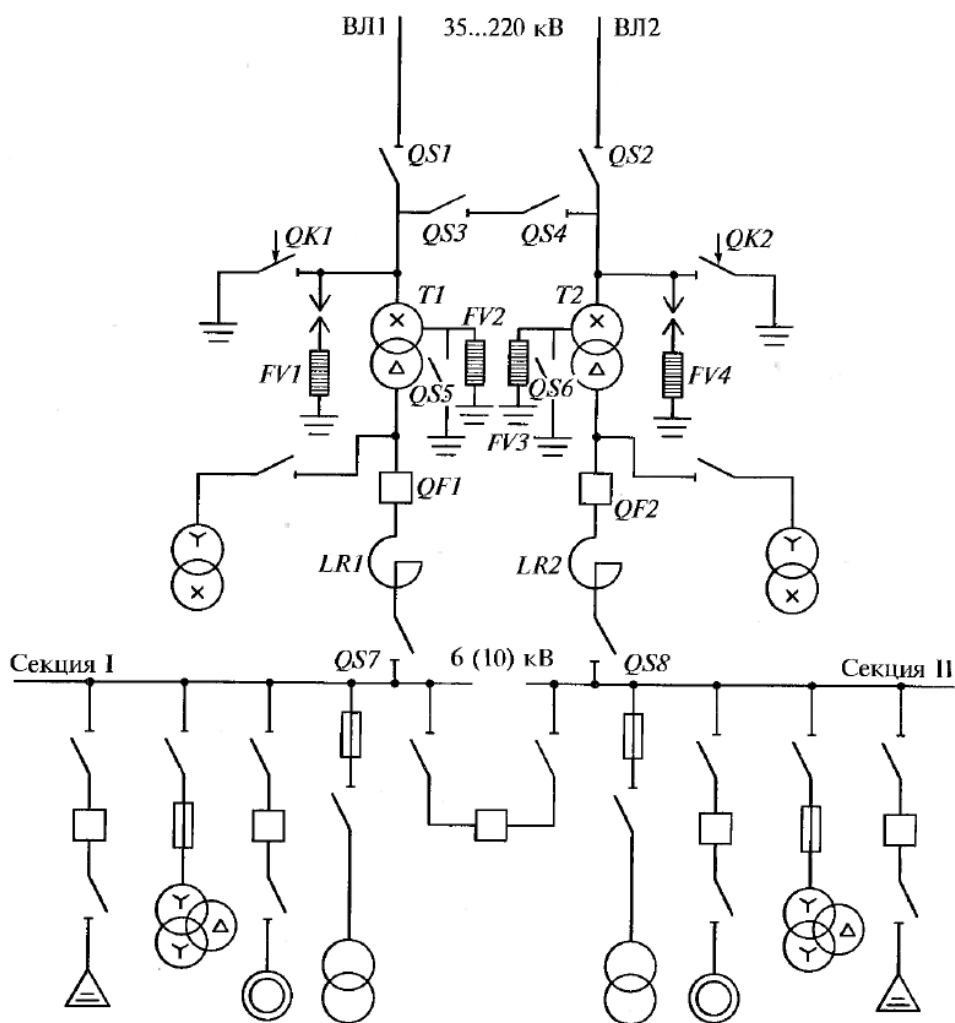 ВЛ1 35...220 кВ ВЛ2
QS1 QS2
QS3 QS4
QK1 QK2
T1 T2
FV2
FV1 QS5 QS6 FV4
FV3
QF1 QF2
LR1 LR2
Секция I QS7 6 (10) кВ QS8 Секция II